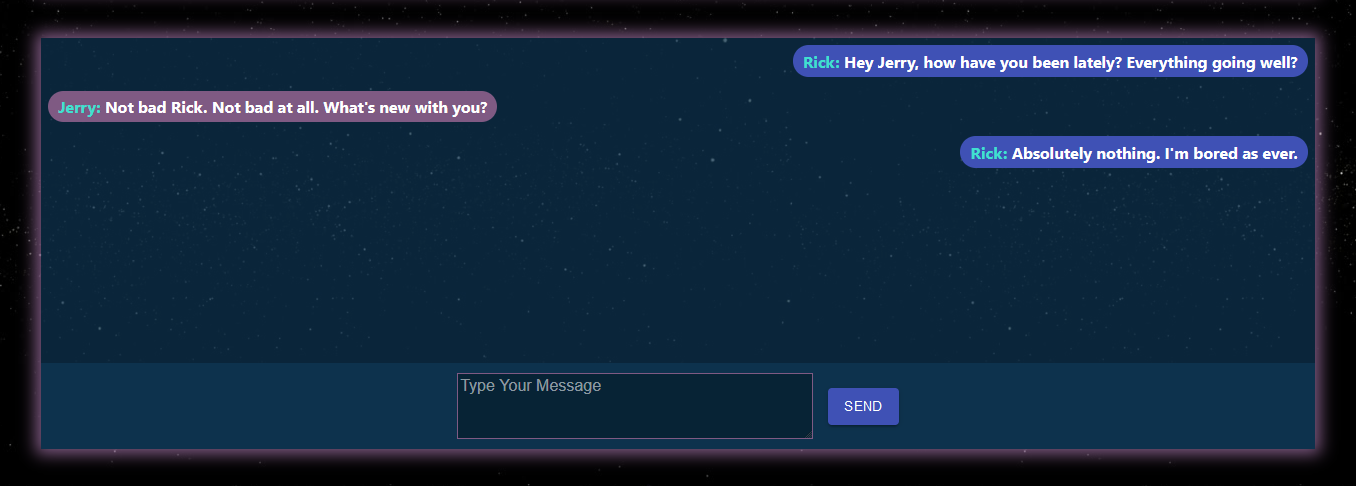 Rick: Hey Jerry, how have you been lately? Everything going well?
Jerry: Not bad Rick. Not bad at all. What's new with you?
Rick: Absolutely nothing. I'm bored as ever.
Type Your Message
SEND